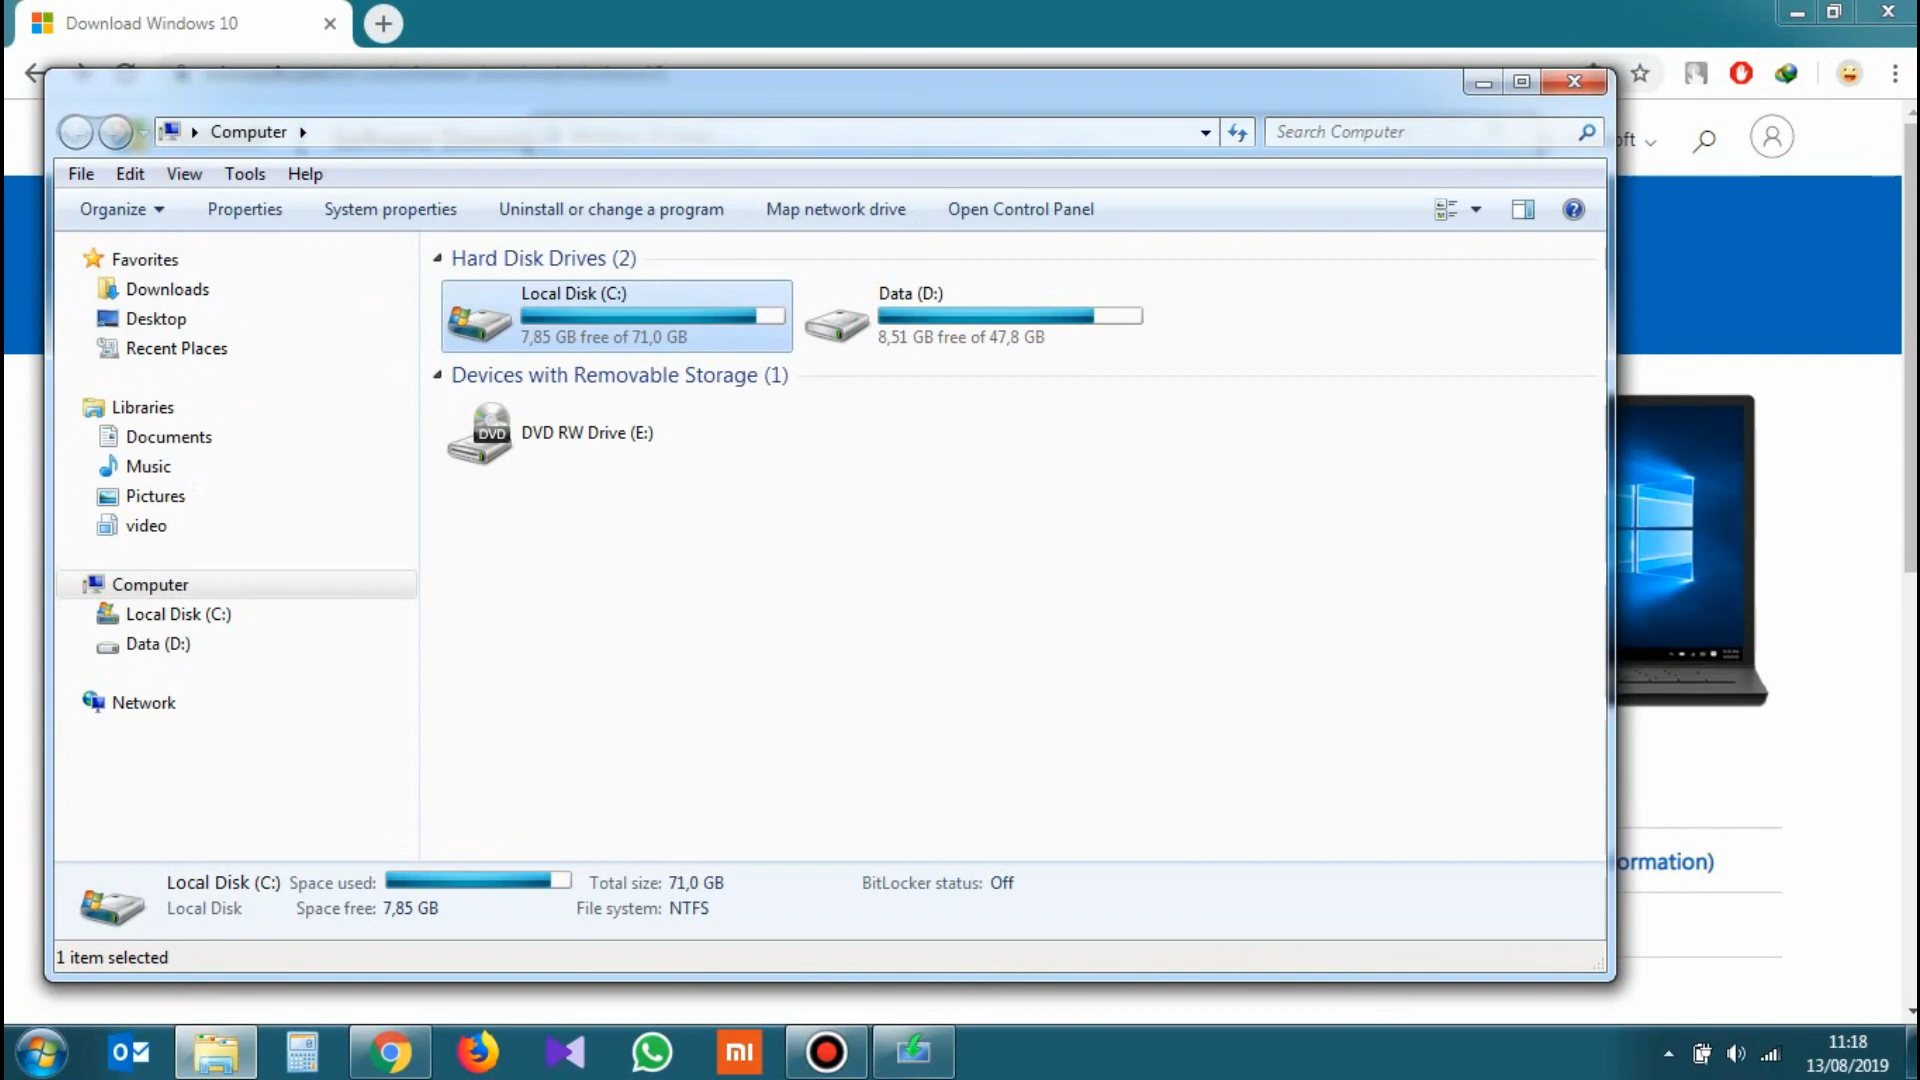 Download Windows 10
Computer
Search Computer
oft
File Edit View Tools Help
Organize Properties System properties Uninstall or change a program Map network drive Open Control Panel
Favorites
Downloads
Desktop
Recent Places
Libraries
Documents
Music
Pictures
video
Computer
Local Disk (C:)
Data (D:)
Network
Hard Disk Drives (2)
Local Disk (C:)
7,85 GB free of 71,0 GB
Data (D:)
8,51 GB free of 47,8 GB
Devices with Removable Storage (1)
DVD
DVD RW Drive (E:)
ormation)
Local Disk (C:) Space used: Total size: 71,0 GB BitLocker status: Off
Local Disk Space free: 7,85 GB File system: NTFS
1 item selected
mi
11:18
13/08/2019